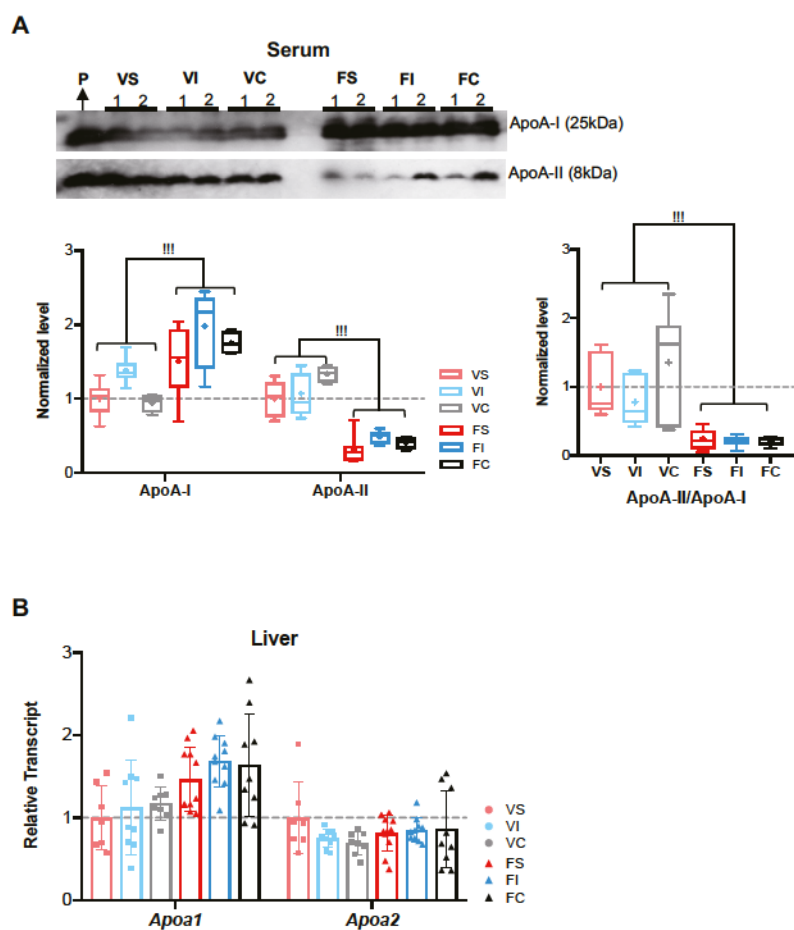 A
Serum
P VS VI VC FS FI FC
1 2 1 2 1 2 1 2 1 2 1 2
ApoA-I (25kDa)
ApoA-II (8kDa)
Normalized level
3
2
1
0
!!!
!!!
ApoA-I ApoA-II
VS
VI
VC
FS
FI
FC
Normalized level
3
2
1
0
!!!
VS VI VC FS FI FC
ApoA-II/ApoA-I
B
Liver
Relative Transcript
3
2
1
0
Apoa1 Apoa2
VS
VI
VC
FS
FI
FC